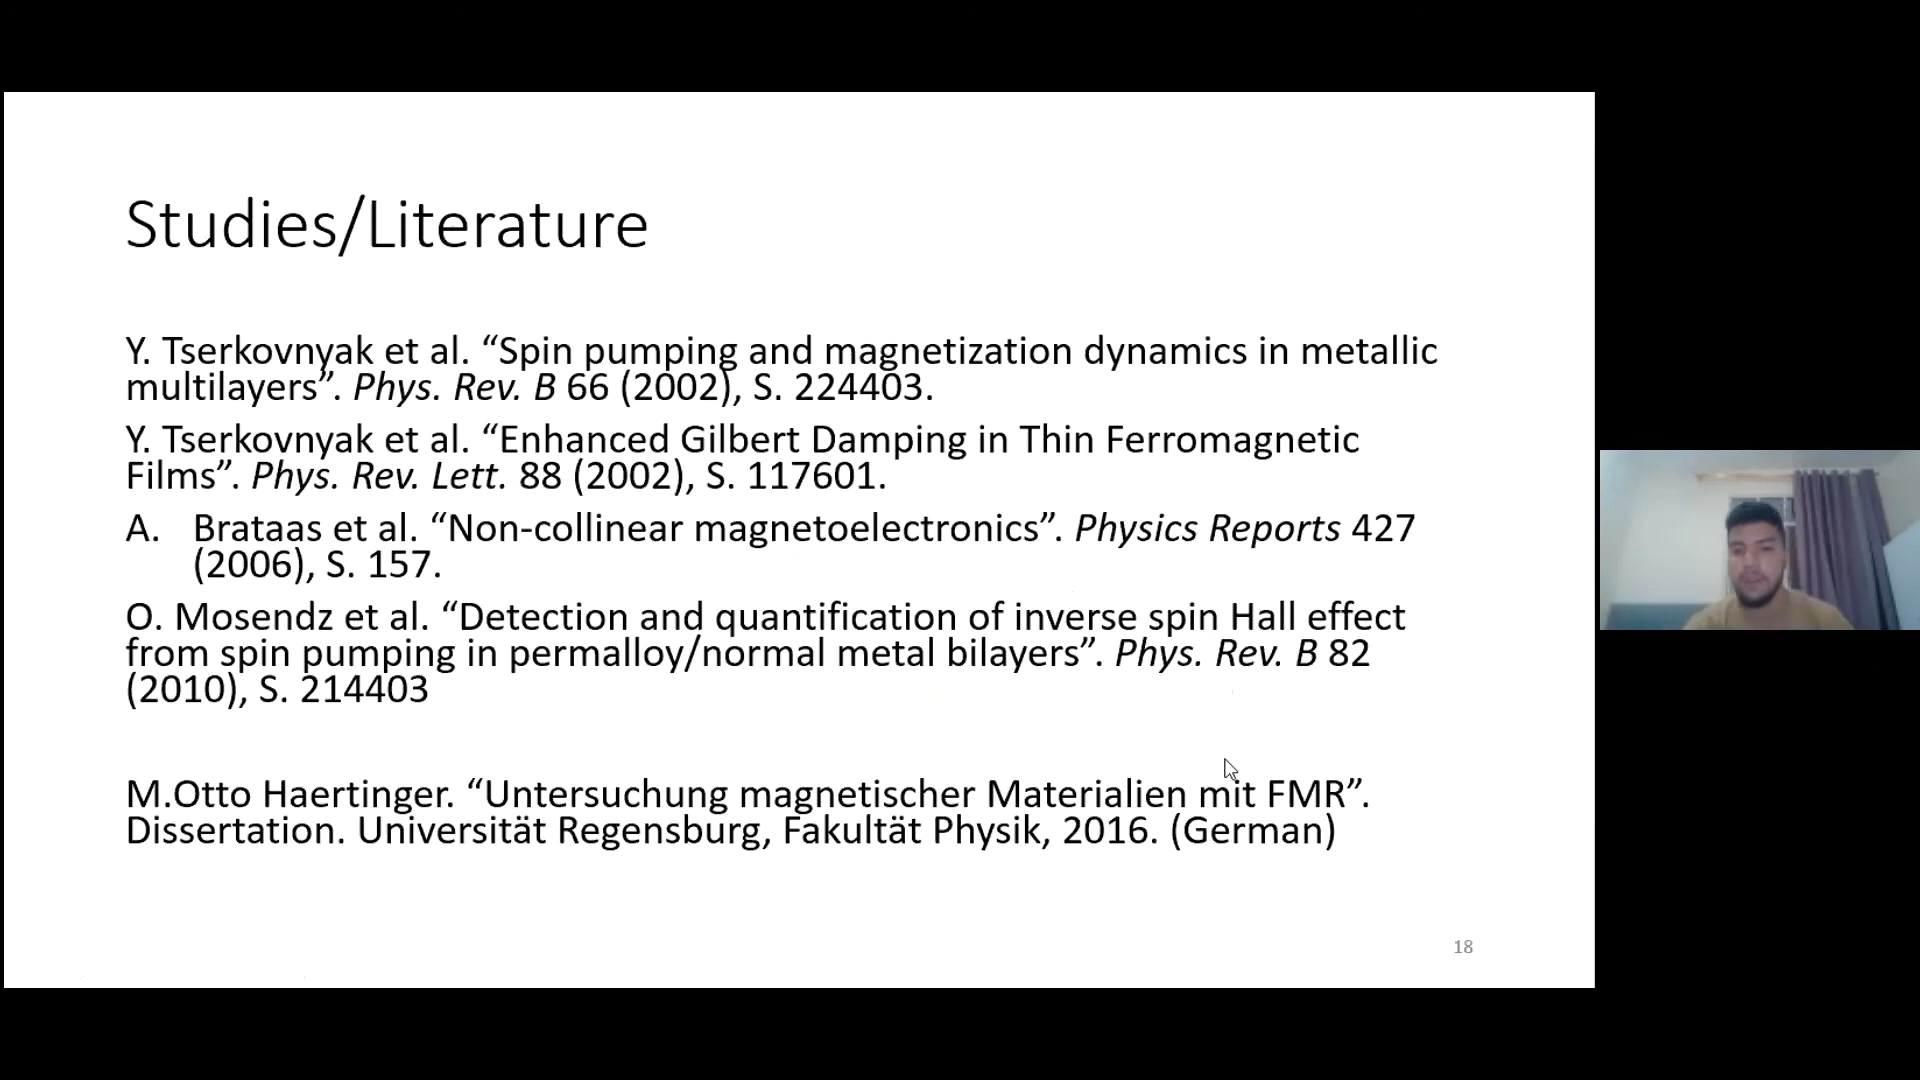 Studies/Literature
Y. Tserkovnyak et al. “Spin pumping and magnetization dynamics in metallic
multilayers”. Phys. Rev. B 66 (2002), S. 224403.
Y. Tserkovnyak et al. “Enhanced Gilbert Damping in Thin Ferromagnetic
Films”. Phys. Rev. Lett. 88 (2002), S. 117601.
A. Brataas et al. “Non-collinear magnetoelectronics”. Physics Reports 427
(2006), S. 157.
O. Mosendz et al. “Detection and quantification of inverse spin Hall effect
from spin pumping in permalloy/normal metal bilayers”. Phys. Rev. B 82
(2010), S. 214403
M.Otto Haertinger. “Untersuchung magnetischer Materialien mit FMR”.
Dissertation. Universität Regensburg, Fakultät Physik, 2016. (German)
18